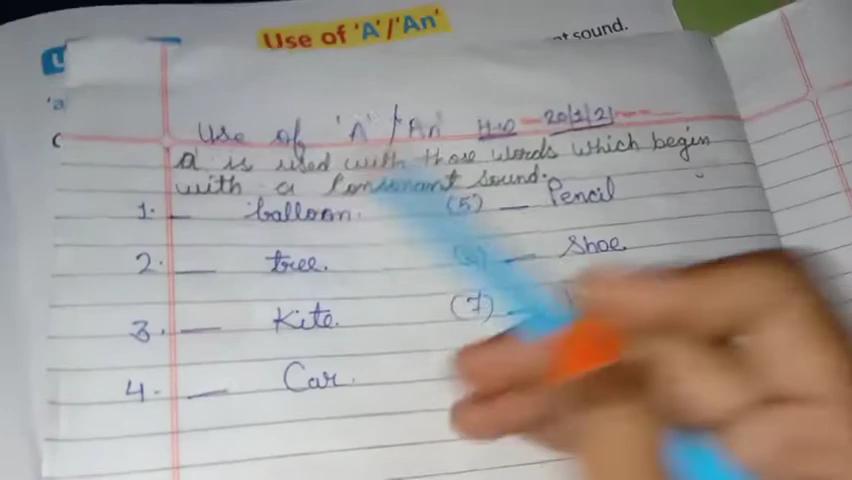 Use of 'A'/'An'
nt sound.
'a
Use of 'A' / 'An' H.W 20/1/21
a is used with those words which begin
with a Consonant sound.
1. __ balloon.
2. __ tree.
3. __ Kite.
4. __ Car.
(5) __ Pencil
(6) __ Shoe.
(7) __